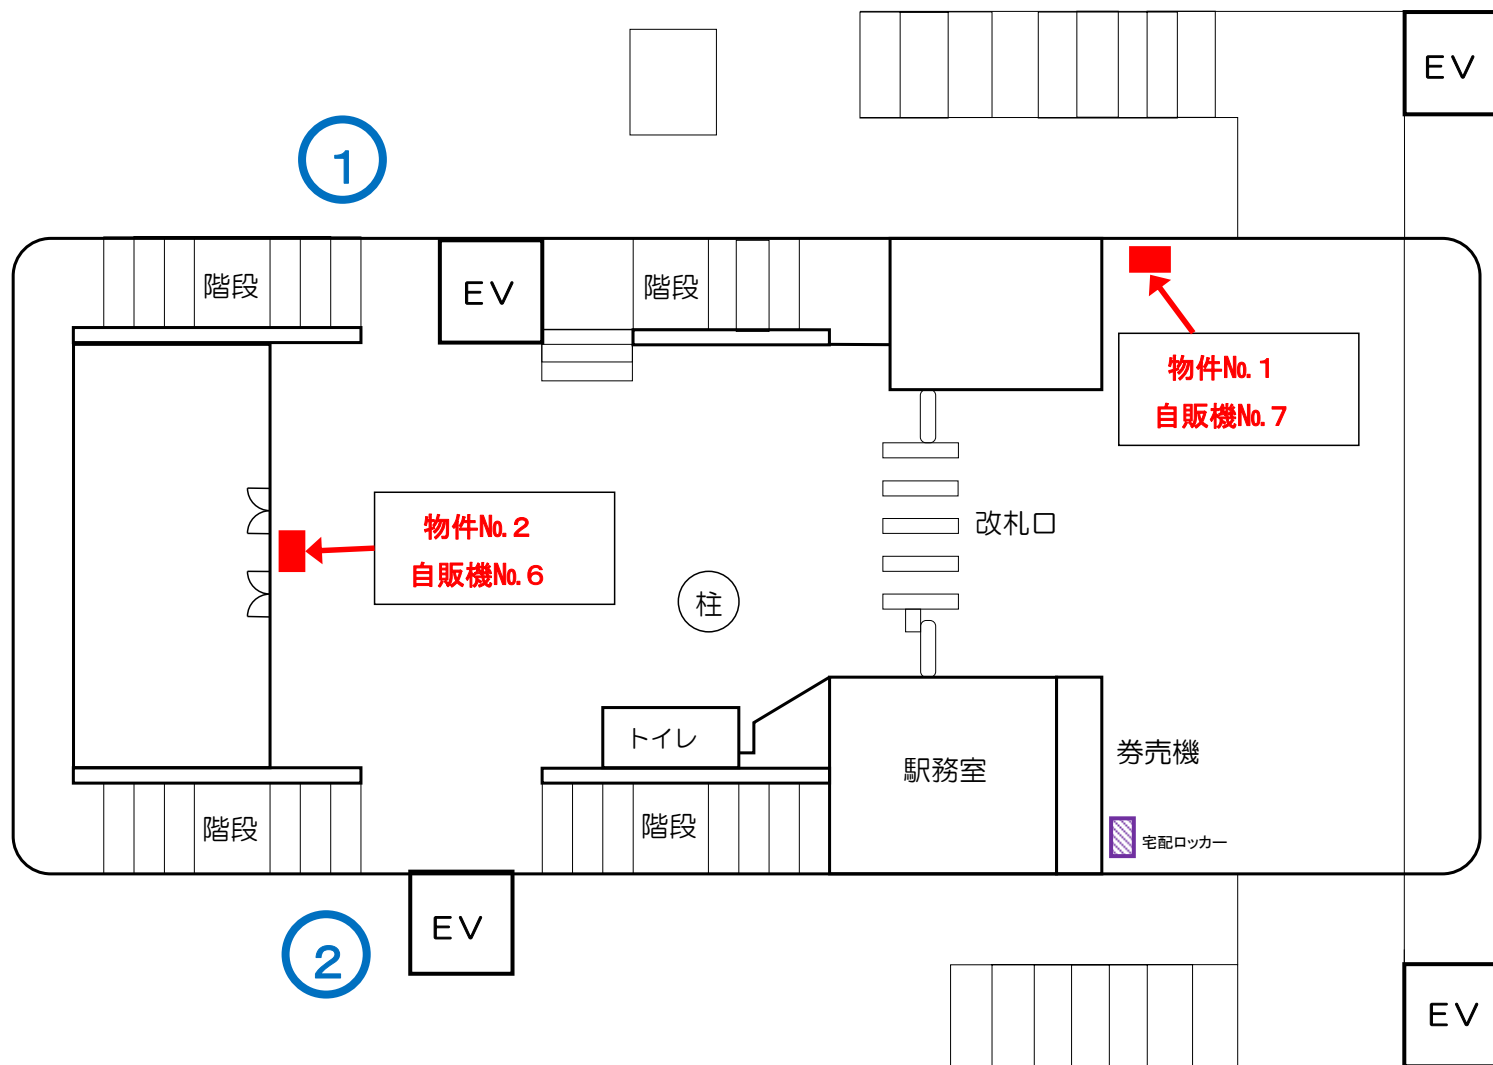 EV
1
階段
EV
階段
物件№.1
自販機№.7
物件№.2
自販機№.6
改札口
柱
トイレ
駅務室
券売機
宅配ロッカー
階段
階段
EV
2
EV